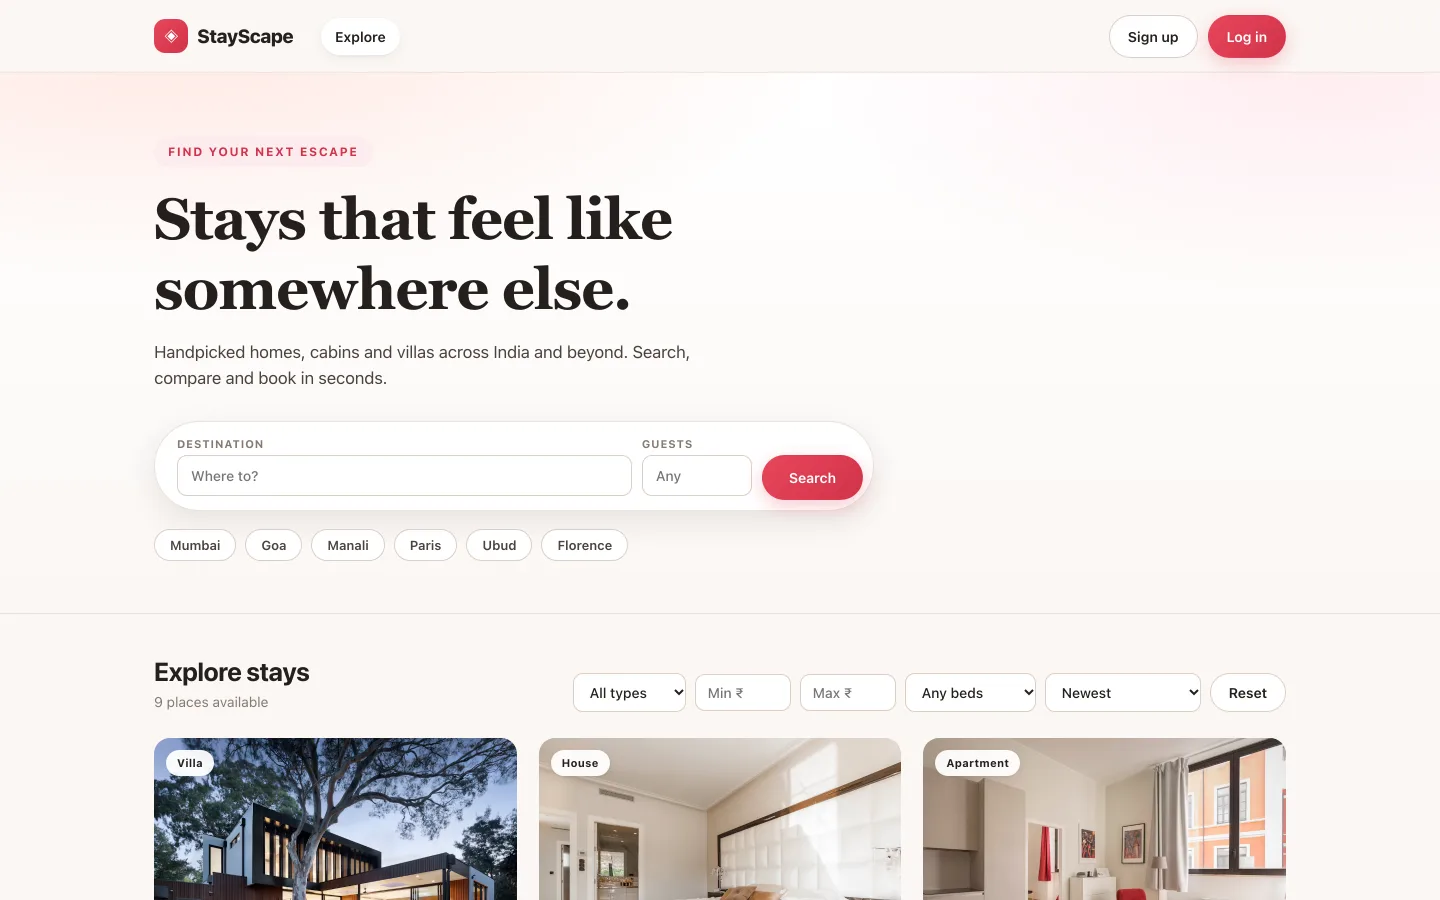 StayScape
Explore
Sign up
Log in
FIND YOUR NEXT ESCAPE
Stays that feel like
somewhere else.
Handpicked homes, cabins and villas across India and beyond. Search,
compare and book in seconds.
DESTINATION
GUESTS
Where to?
Any
Search
Mumbai
Goa
Manali
Paris
Ubud
Florence
Explore stays
9 places available
All types
Min ₹
Max ₹
Any beds
Newest
Reset
Villa
House
Apartment